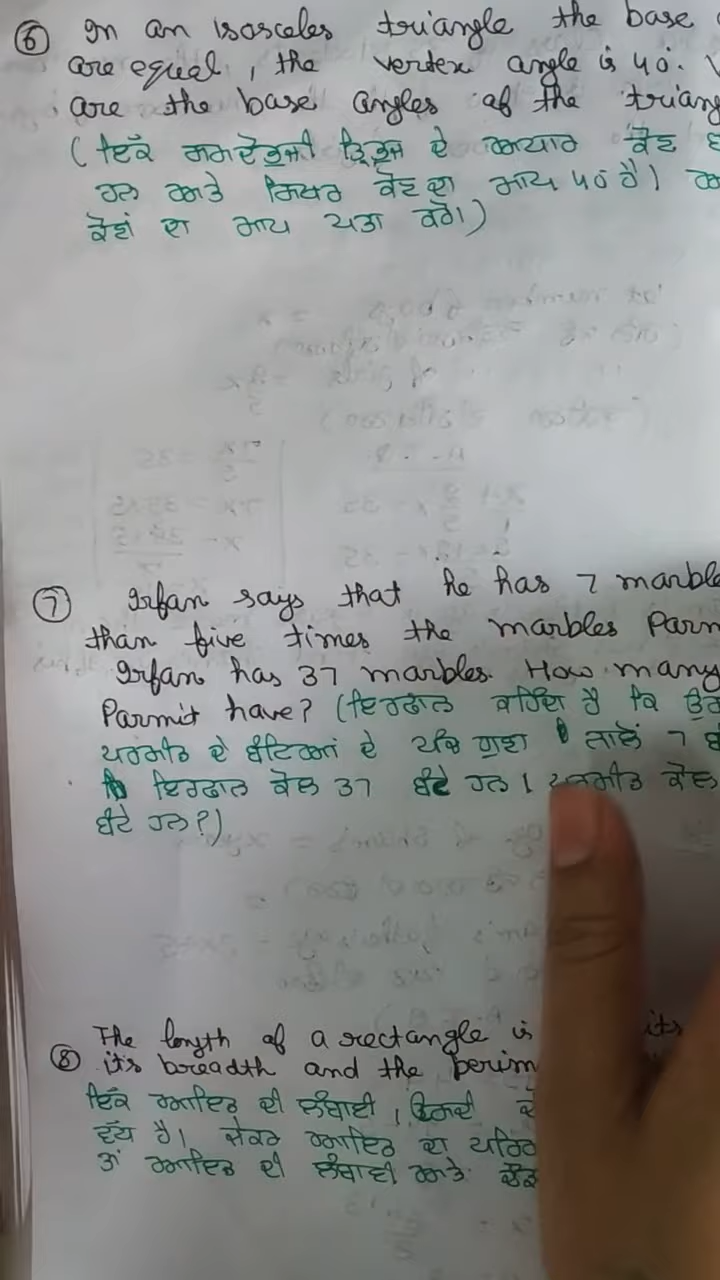 6 In an isosceles triangle the base
are equal, the vertex angle is 40°.
are the base angles of the triang
(ਇੱਕ ਸਮਦੋਭੁਜੀ ਤ੍ਰਿਭੁਜ ਦੇ ਆਧਾਰ ਕੋਣ
ਹਨ ਅਤੇ ਸਿਖਰ ਕੋਣ ਦਾ ਮਾਪ 40 ਹੈ।
ਕੋਣਾਂ ਦਾ ਮਾਪ ਪਤਾ ਕਰੋ।)
7 Irfan says that he has 7 marble
than five times the marbles Parm
Irfan has 37 marbles. How many
Parmit have? (ਇਰਫਾਨ ਕਹਿੰਦਾ ਹੈ ਕਿ ਉਸ
ਪਰਮੀਤ ਦੇ ਬੰਟਿਆਂ ਦੇ ਪੰਜ ਗੁਣਾ ਨਾਲੋਂ 7
ਇਰਫਾਨ ਕੋਲ 37 ਬੰਟੇ ਹਨ। ਪਰਮੀਤ ਕੋਲ
ਬੰਟੇ ਹਨ?)
8 The length of a rectangle is its
it's breadth and the perim
ਇੱਕ ਆਇਤ ਦੀ ਲੰਬਾਈ, ਉਸਦੀ
ਵੱਧ ਹੈ। ਜੇਕਰ ਆਇਤ ਦਾ ਪਰਿਮ
ਤਾਂ ਆਇਤ ਦੀ ਲੰਬਾਈ ਅਤੇ ਚੌੜ